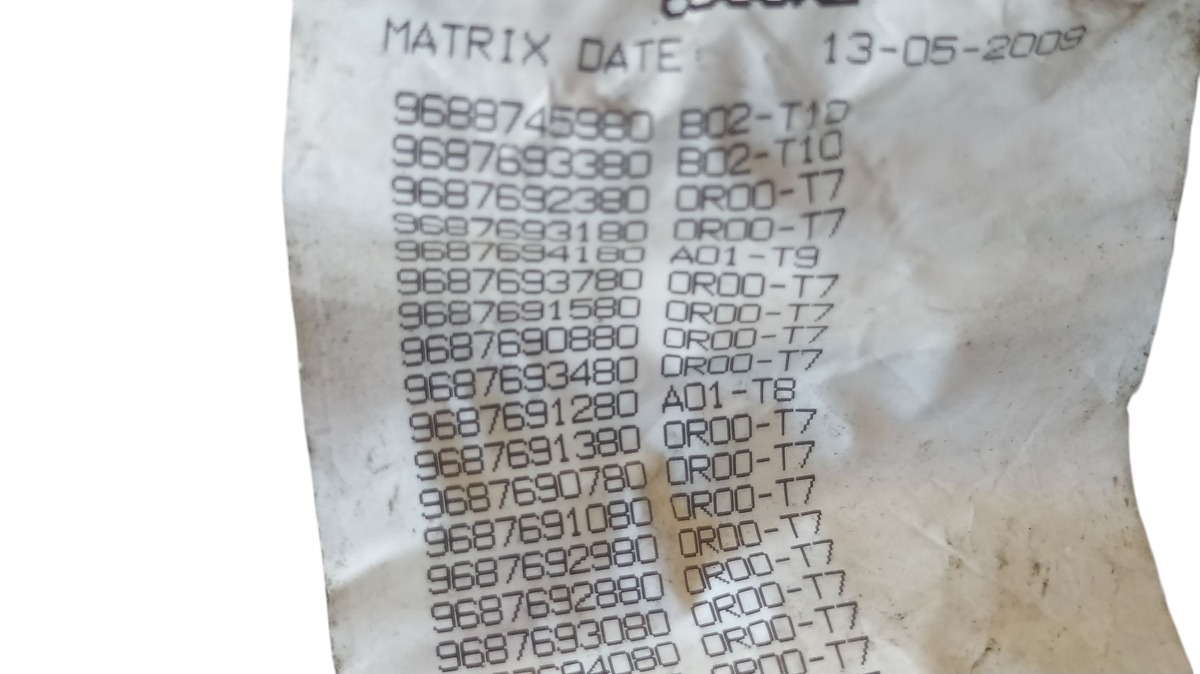 MATRIX DATE: 13-05-2009
9688745980 B02-T10
9687693380 B02-T10
9687692380 0R00-T7
9687693180 0R00-T7
9687694180 A01-T9
9687693780 0R00-T7
9687691580 0R00-T7
9687690880 0R00-T7
9687693480 0R00-T7
9687691280 A01-T8
9687691380 0R00-T7
9687690780 0R00-T7
9687691080 0R00-T7
9687692980 0R00-T7
9687692880 0R00-T7
9687693080 0R00-T7
0R00-T7